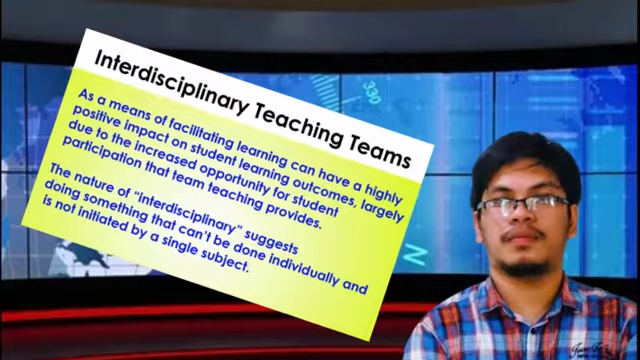 Interdisciplinary Teaching Teams
As a means of facilitating learning can have a highly
positive impact on student learning outcomes, largely
due to the increased opportunity for student
participation that team teaching provides.
The nature of “interdisciplinary” suggests
doing something that can't be done individually and
is not initiated by a single subject.
330
N